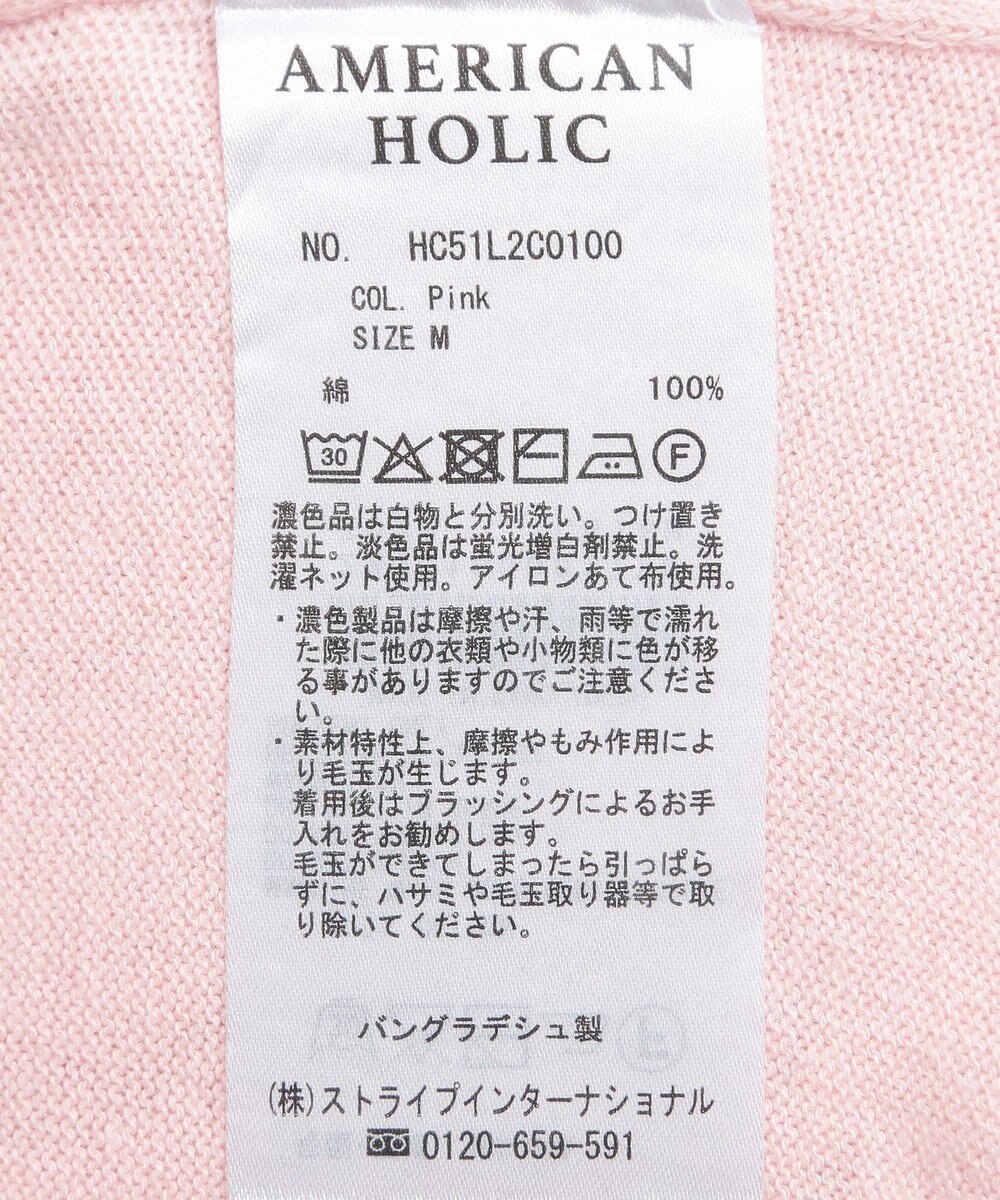 AMERICAN
HOLIC
NO. HC51L2C0100
COL. Pink
SIZE M
綿 100%
30 F
濃色品は白物と分別洗い。つけ置き
禁止。淡色品は蛍光増白剤禁止。洗
濯ネット使用。アイロンあて布使用。
・濃色製品は摩擦や汗、雨等で濡れ
た際に他の衣類や小物類に色が移
る事がありますのでご注意くださ
い。
・素材特性上、摩擦やもみ作用によ
り毛玉が生じます。
着用後はブラッシングによるお手
入れをお勧めします。
毛玉ができてしまったら引っぱら
ずに、ハサミや毛玉取り器等で取
り除いてください。
バングラデシュ製
(株)ストライプインターナショナル
0120-659-591